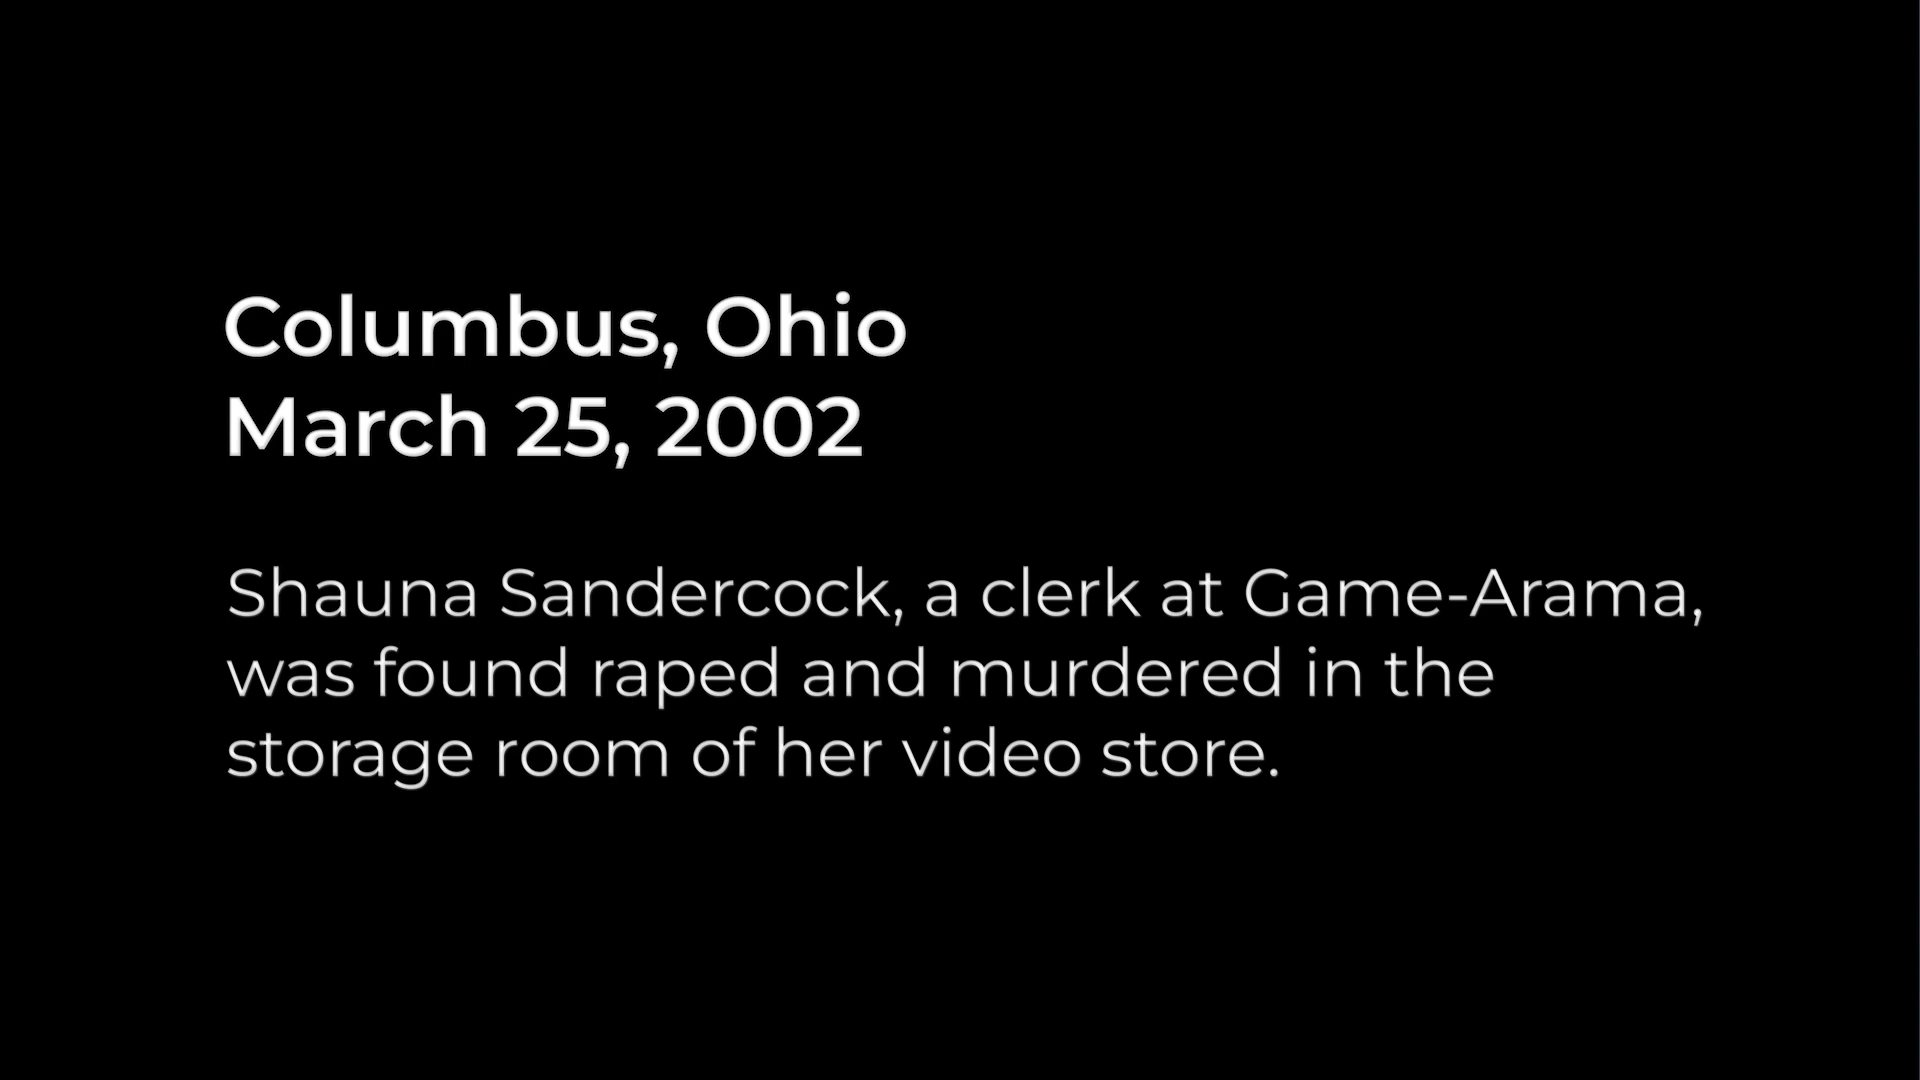 Columbus, Ohio
March 25, 2002
Shauna Sandercock, a clerk at Game-Arama,
was found raped and murdered in the
storage room of her video store.